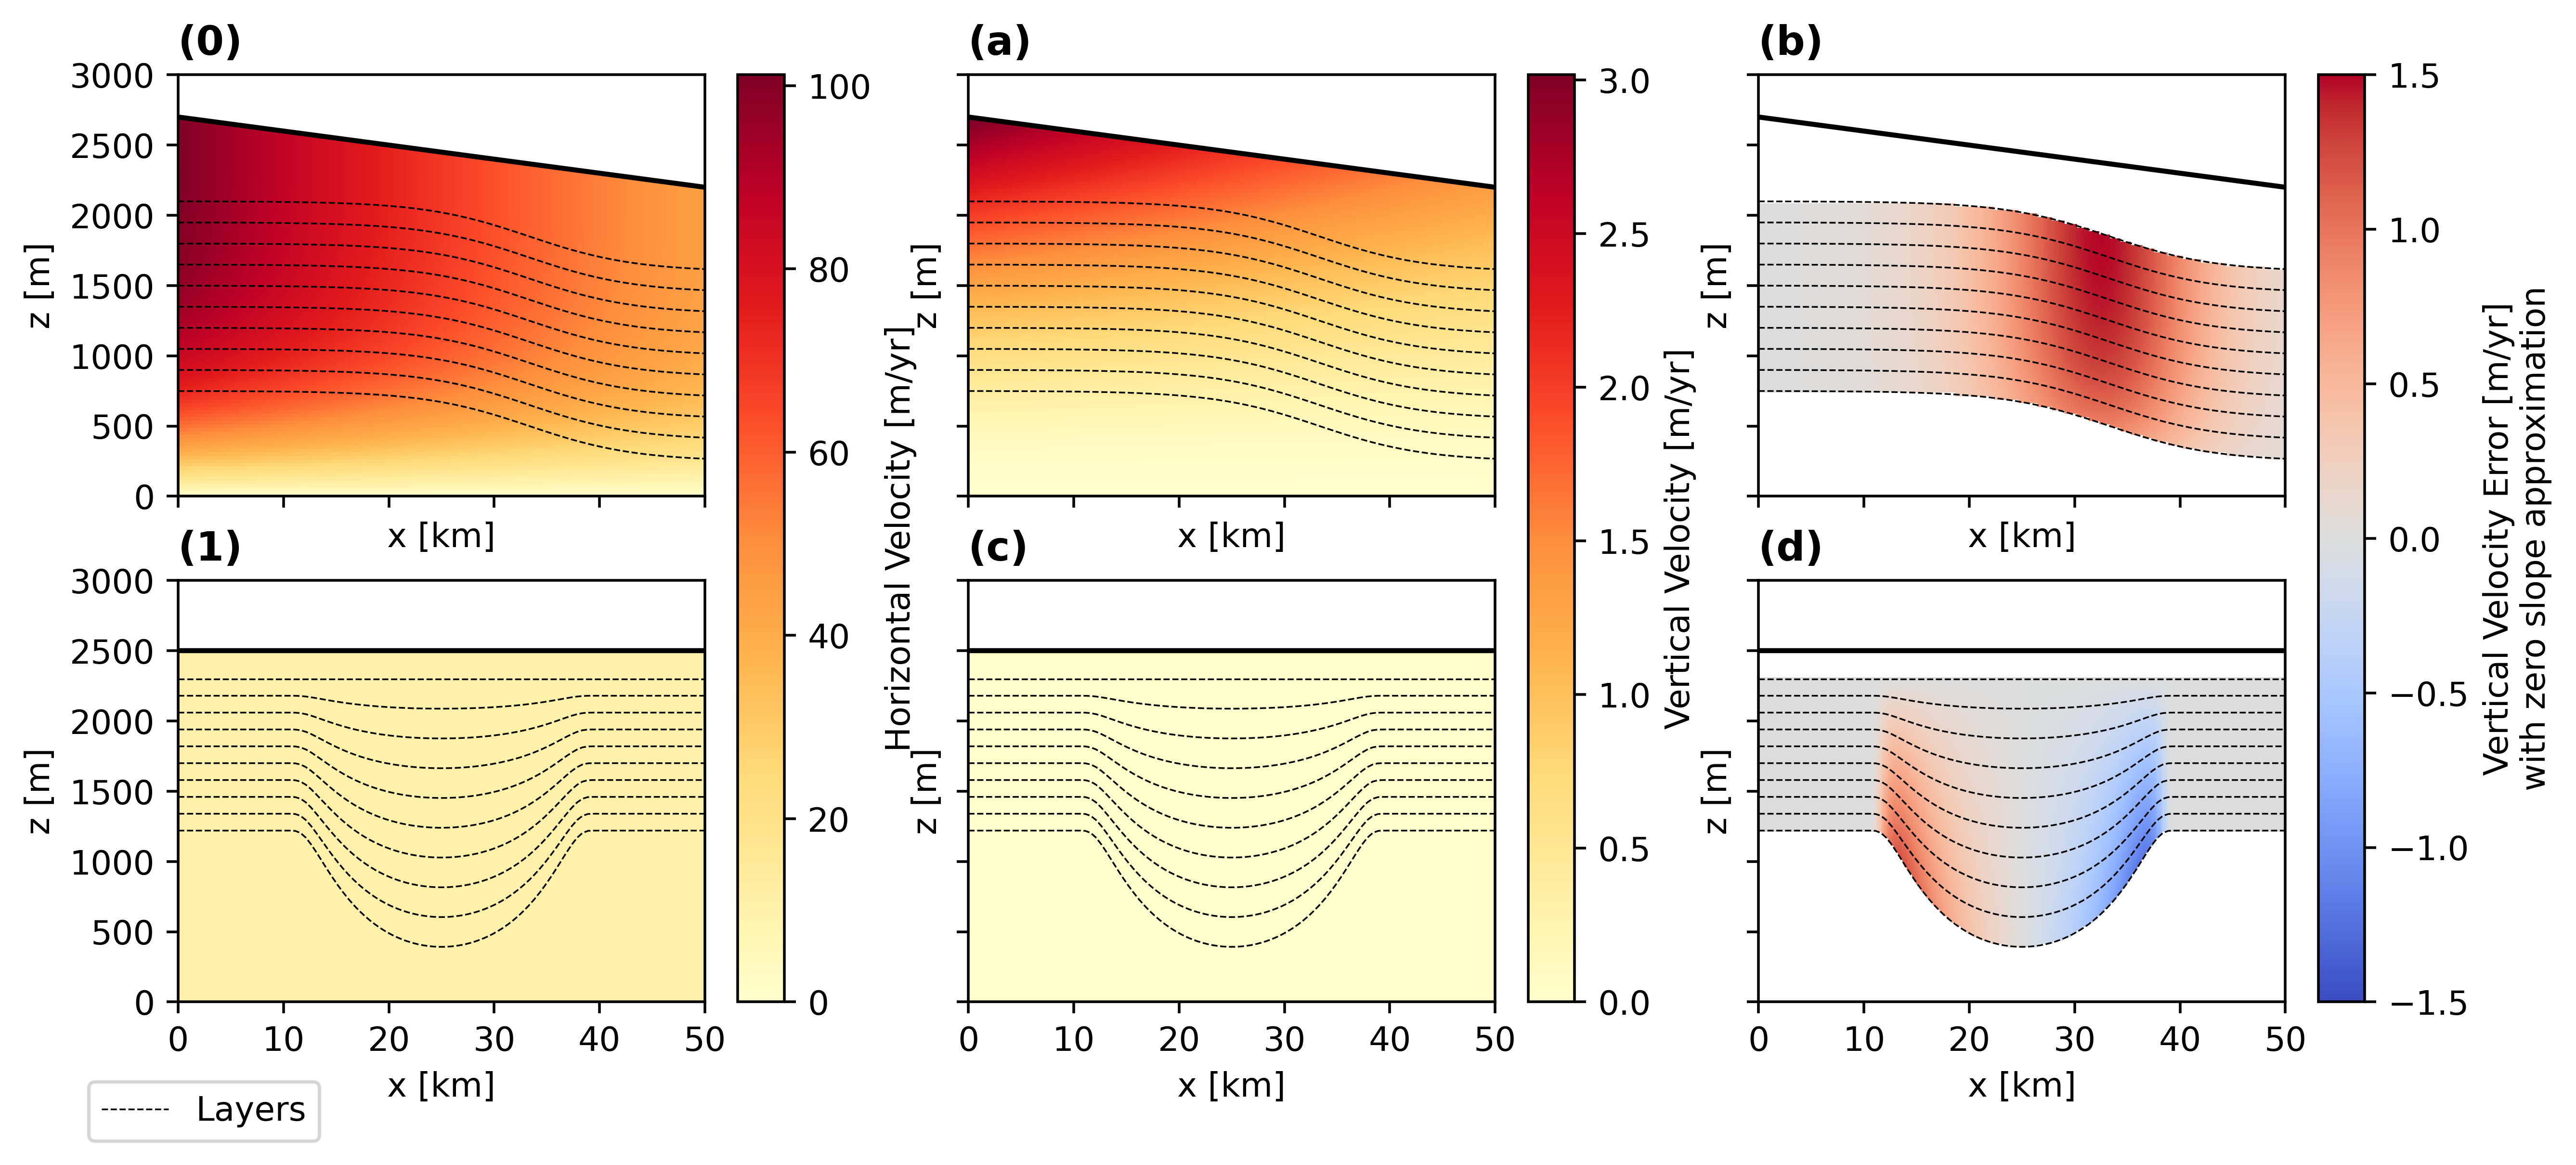 (0)
3000
2500
2000
1500
1000
500
0
z [m]
x [km]
100
80
60
40
20
0
Horizontal Velocity [m/yr]
(a)
z [m]
x [km]
3.0
2.5
2.0
1.5
1.0
0.5
0.0
Vertical Velocity [m/yr]
(b)
z [m]
x [km]
1.5
1.0
0.5
0.0
−0.5
−1.0
−1.5
Vertical Velocity Error [m/yr]
with zero slope approximation
(1)
3000
2500
2000
1500
1000
500
0
z [m]
0 10 20 30 40 50
x [km]
(c)
z [m]
0 10 20 30 40 50
x [km]
(d)
z [m]
0 10 20 30 40 50
x [km]
Layers